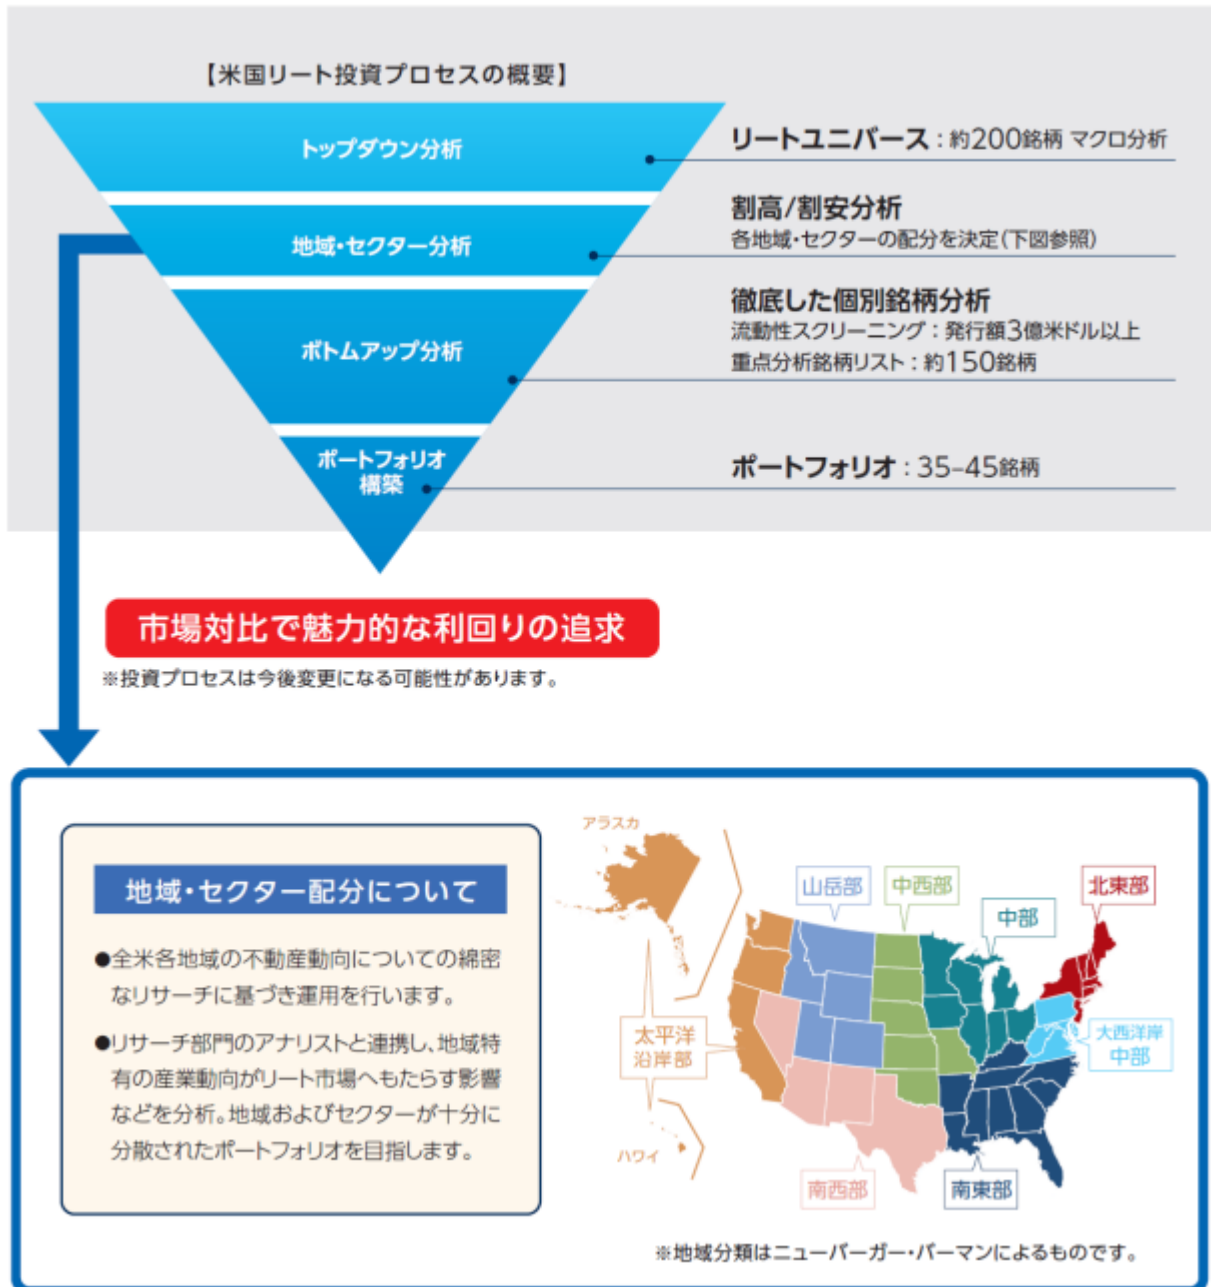 【米国リート投資プロセスの概要】
トップダウン分析
リートユニバース：約200銘柄 マクロ分析
地域・セクター分析
割高/割安分析
各地域・セクターの配分を決定（下図参照）
ボトムアップ分析
徹底した個別銘柄分析
流動性スクリーニング：発行額3億米ドル以上
重点分析銘柄リスト：約150銘柄
ポートフォリオ
構築
ポートフォリオ：35–45銘柄
市場対比で魅力的な利回りの追求
※投資プロセスは今後変更になる可能性があります。
地域・セクター配分について
●全米各地域の不動産動向についての綿密
なリサーチに基づき運用を行います。
●リサーチ部門のアナリストと連携し、地域特
有の産業動向がリート市場へもたらす影響
などを分析。地域およびセクターが十分に
分散されたポートフォリオを目指します。
アラスカ
山岳部
中西部
中部
北東部
太平洋
沿岸部
大西洋岸
中部
ハワイ
南西部
南東部
※地域分類はニューバーガー・バーマンによるものです。